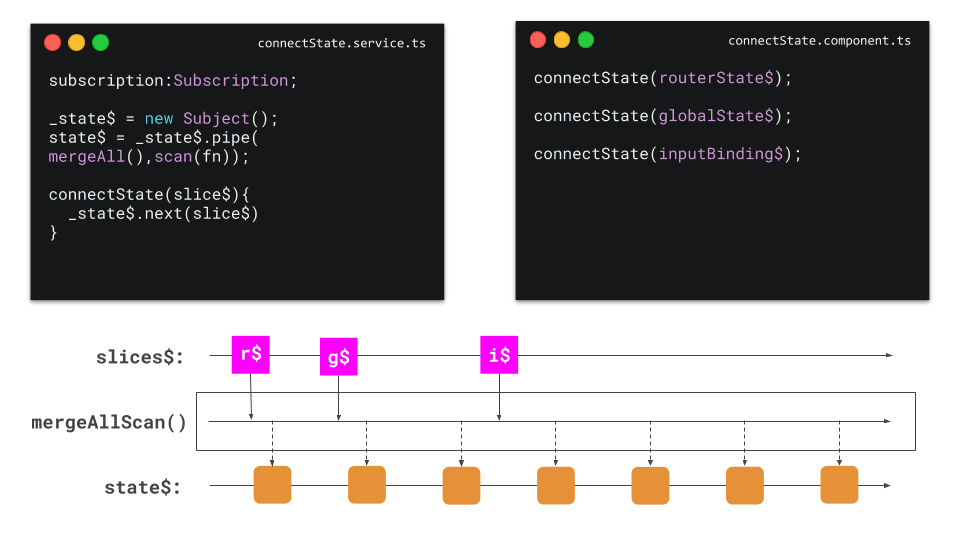 connectState.service.ts
subscription:Subscription;
_state$ = new Subject();
state$ = _state$.pipe(
mergeAll(),scan(fn));
connectState(slice$){
_state$.next(slice$)
}
connectState.component.ts
connectState(routerState$);
connectState(globalState$);
connectState(inputBinding$);
slices$:
r$
g$
i$
mergeAllScan()
state$: